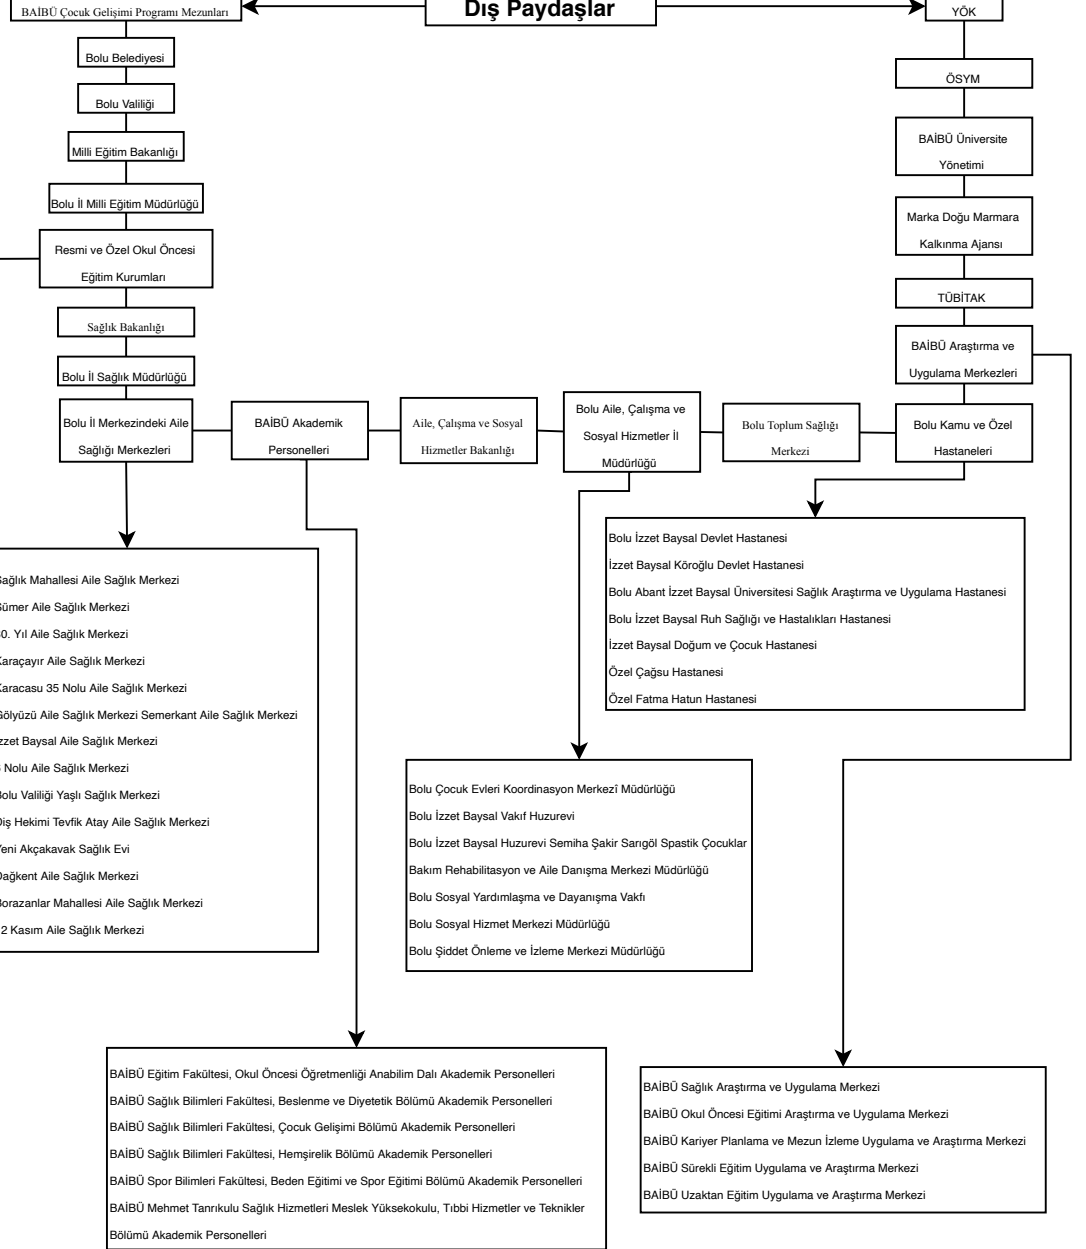 Dış Paydaşlar
BAİBÜ Çocuk Gelişimi Programı Mezunları
Bolu Belediyesi
Bolu Valiliği
Milli Eğitim Bakanlığı
Bolu İl Milli Eğitim Müdürlüğü
Resmi ve Özel Okul Öncesi
Eğitim Kurumları
Sağlık Bakanlığı
Bolu İl Sağlık Müdürlüğü
Bolu İl Merkezindeki Aile
Sağlığı Merkezleri
BAİBÜ Akademik
Personelleri
Aile, Çalışma ve Sosyal
Hizmetler Bakanlığı
Bolu Aile, Çalışma ve
Sosyal Hizmetler İl
Müdürlüğü
Bolu Toplum Sağlığı
Merkezi
YÖK
ÖSYM
BAİBÜ Üniversite
Yönetimi
Marka Doğu Marmara
Kalkınma Ajansı
TÜBİTAK
BAİBÜ Araştırma ve
Uygulama Merkezleri
Bolu Kamu ve Özel
Hastaneleri
Sağlık Mahallesi Aile Sağlık Merkezi
Sümer Aile Sağlık Merkezi
0. Yıl Aile Sağlık Merkezi
Karaçayır Aile Sağlık Merkezi
Karacasu 35 Nolu Aile Sağlık Merkezi
Gölyüzü Aile Sağlık Merkezi Semerkant Aile Sağlık Merkezi
İzzet Baysal Aile Sağlık Merkezi
Nolu Aile Sağlık Merkezi
Bolu Valiliği Yaşlı Sağlık Merkezi
Diş Hekimi Tevfik Atay Aile Sağlık Merkezi
Yeni Akçakavak Sağlık Evi
Dağkent Aile Sağlık Merkezi
Borazanlar Mahallesi Aile Sağlık Merkezi
2 Kasım Aile Sağlık Merkezi
Bolu İzzet Baysal Devlet Hastanesi
İzzet Baysal Köroğlu Devlet Hastanesi
Bolu Abant İzzet Baysal Üniversitesi Sağlık Araştırma ve Uygulama Hastanesi
Bolu İzzet Baysal Ruh Sağlığı ve Hastalıkları Hastanesi
İzzet Baysal Doğum ve Çocuk Hastanesi
Özel Çağsu Hastanesi
Özel Fatma Hatun Hastanesi
Bolu Çocuk Evleri Koordinasyon Merkezî Müdürlüğü
Bolu İzzet Baysal Vakıf Huzurevi
Bolu İzzet Baysal Huzurevi Semiha Şakir Sarıgöl Spastik Çocuklar
Bakım Rehabilitasyon ve Aile Danışma Merkezi Müdürlüğü
Bolu Sosyal Yardımlaşma ve Dayanışma Vakfı
Bolu Sosyal Hizmet Merkezi Müdürlüğü
Bolu Şiddet Önleme ve İzleme Merkezi Müdürlüğü
BAİBÜ Eğitim Fakültesi, Okul Öncesi Öğretmenliği Anabilim Dalı Akademik Personelleri
BAİBÜ Sağlık Bilimleri Fakültesi, Beslenme ve Diyetetik Bölümü Akademik Personelleri
BAİBÜ Sağlık Bilimleri Fakültesi, Çocuk Gelişimi Bölümü Akademik Personelleri
BAİBÜ Sağlık Bilimleri Fakültesi, Hemşirelik Bölümü Akademik Personelleri
BAİBÜ Spor Bilimleri Fakültesi, Beden Eğitimi ve Spor Eğitimi Bölümü Akademik Personelleri
BAİBÜ Mehmet Tanrıkulu Sağlık Hizmetleri Meslek Yüksekokulu, Tıbbi Hizmetler ve Teknikler
Bölümü Akademik Personelleri
BAİBÜ Sağlık Araştırma ve Uygulama Merkezi
BAİBÜ Okul Öncesi Eğitimi Araştırma ve Uygulama Merkezi
BAİBÜ Kariyer Planlama ve Mezun İzleme Uygulama ve Araştırma Merkezi
BAİBÜ Sürekli Eğitim Uygulama ve Araştırma Merkezi
BAİBÜ Uzaktan Eğitim Uygulama ve Araştırma Merkezi